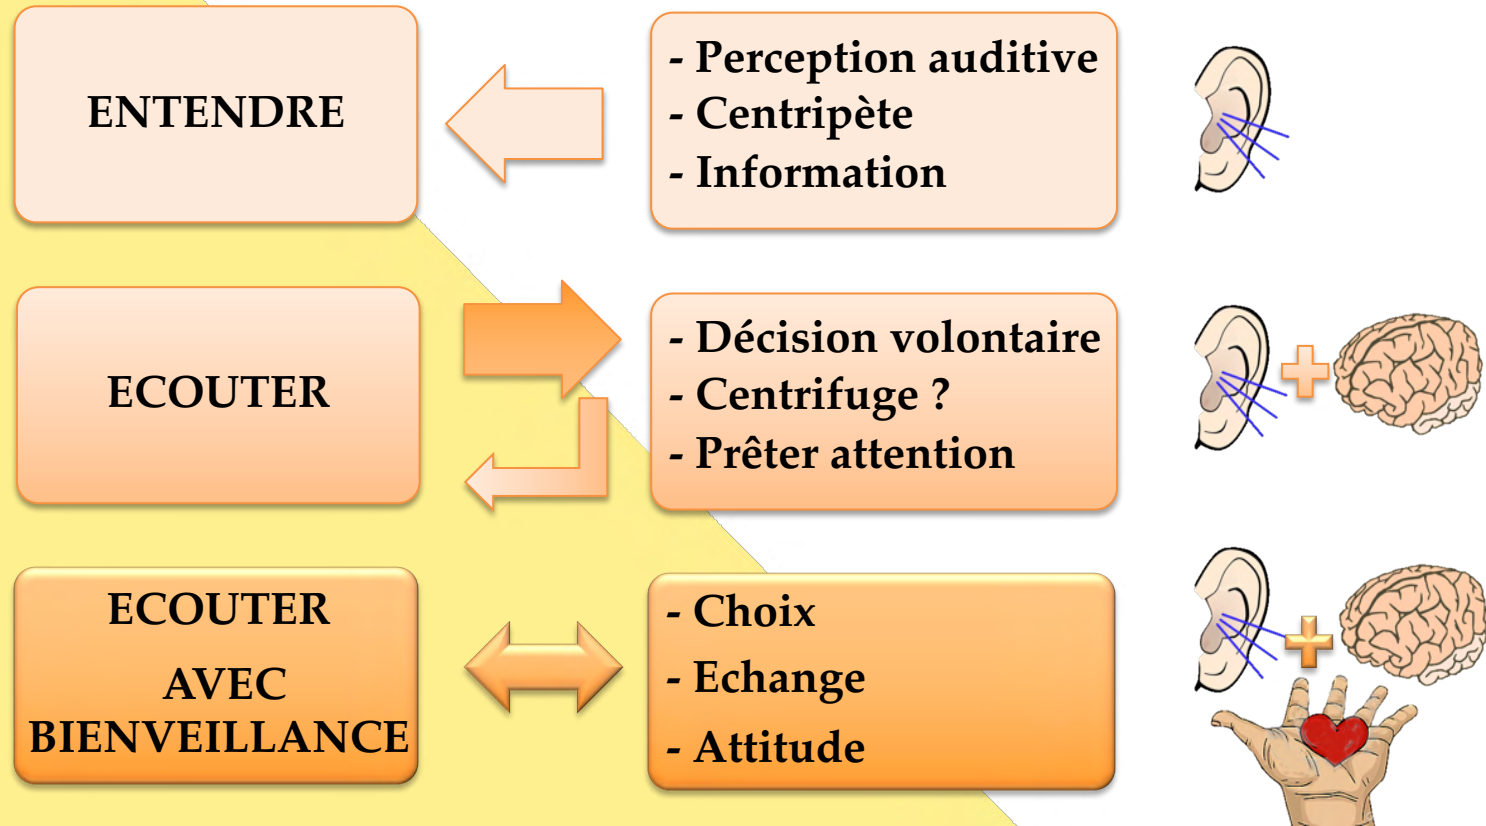 ENTENDRE
- Perception auditive
- Centripète
- Information
ECOUTER
- Décision volontaire
- Centrifuge ?
- Prêter attention
ECOUTER
AVEC
BIENVEILLANCE
- Choix
- Echange
- Attitude